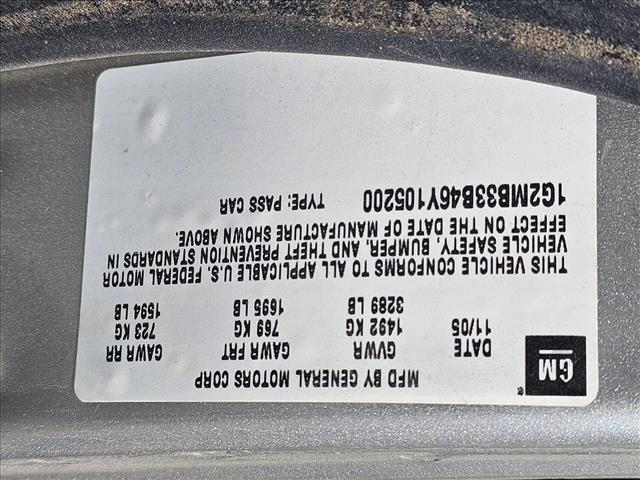 GM
MFD BY GENERAL MOTORS CORP
DATE GVWR GAWR FRT GAWR RR
11/05 1492 KG 769 KG 723 KG
3289 LB 1695 LB 1594 LB
THIS VEHICLE CONFORMS TO ALL APPLICABLE U.S. FEDERAL MOTOR
VEHICLE SAFETY, BUMPER, AND THEFT PREVENTION STANDARDS IN
EFFECT ON THE DATE OF MANUFACTURE SHOWN ABOVE.
1G2MB33B46Y105200 TYPE: PASS CAR